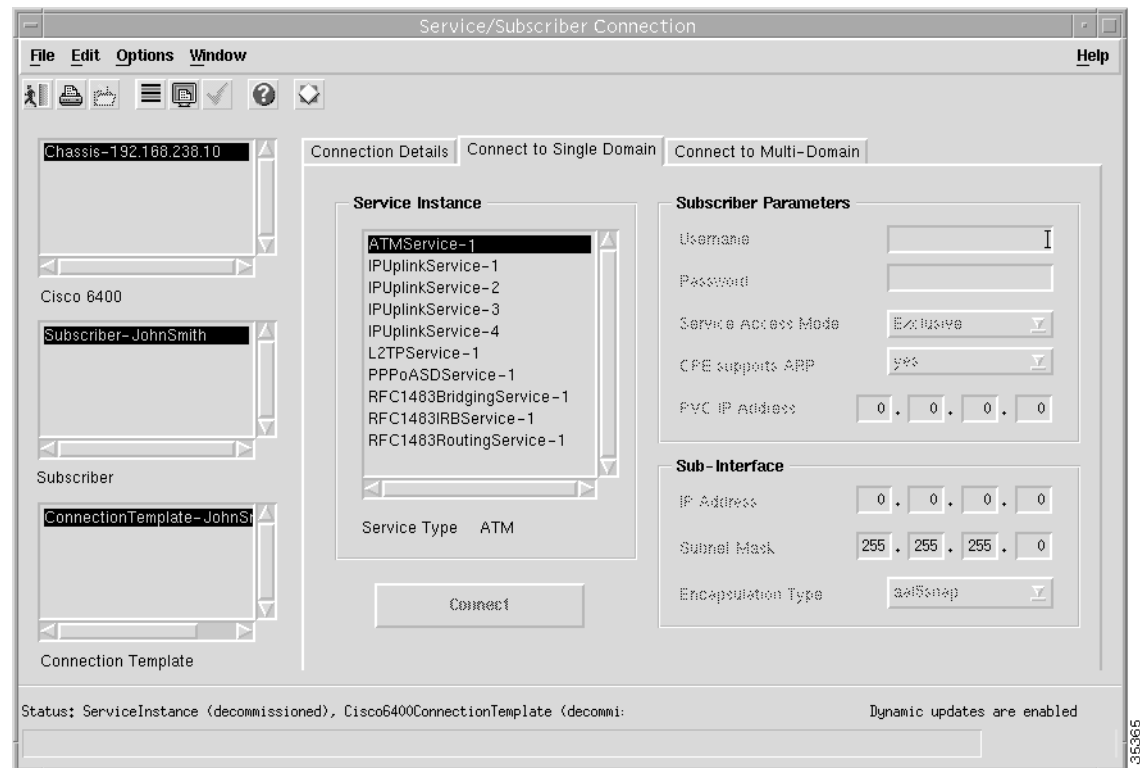 Service/Subscriber Connection
File Edit Options Window Help
Chassis-192.168.238.10
Cisco 6400
Subscriber-JohnSmith
Subscriber
ConnectionTemplate-JohnSm
Connection Template
Connection Details Connect to Single Domain Connect to Multi-Domain
Service Instance
ATMService-1
IPUplinkService-1
IPUplinkService-2
IPUplinkService-3
IPUplinkService-4
L2TPService-1
PPPoASDService-1
RFC1483BridgingService-1
RFC1483IRBService-1
RFC1483RoutingService-1
Service Type ATM
Connect
Subscriber Parameters
Username
Password
Service Access Mode Exclusive
CPE supports ARP yes
PVC IP Address 0 . 0 . 0 . 0
Sub-Interface
IP Address 0 . 0 . 0 . 0
Subnet Mask 255 . 255 . 255 . 0
Encapsulation Type aal5snap
Status: ServiceInstance (decommissioned), Cisco6400ConnectionTemplate (decommi:
Dynamic updates are enabled
35365